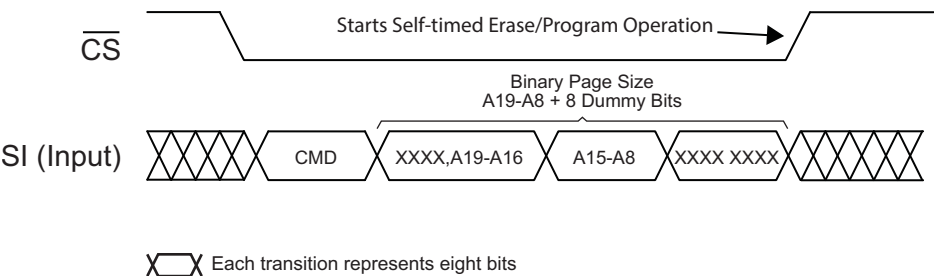 Starts Self-timed Erase/Program Operation
C̅S̅
Binary Page Size
A19-A8 + 8 Dummy Bits
SI (Input)
CMD
XXXX,A19-A16
A15-A8
XXXX XXXX
Each transition represents eight bits